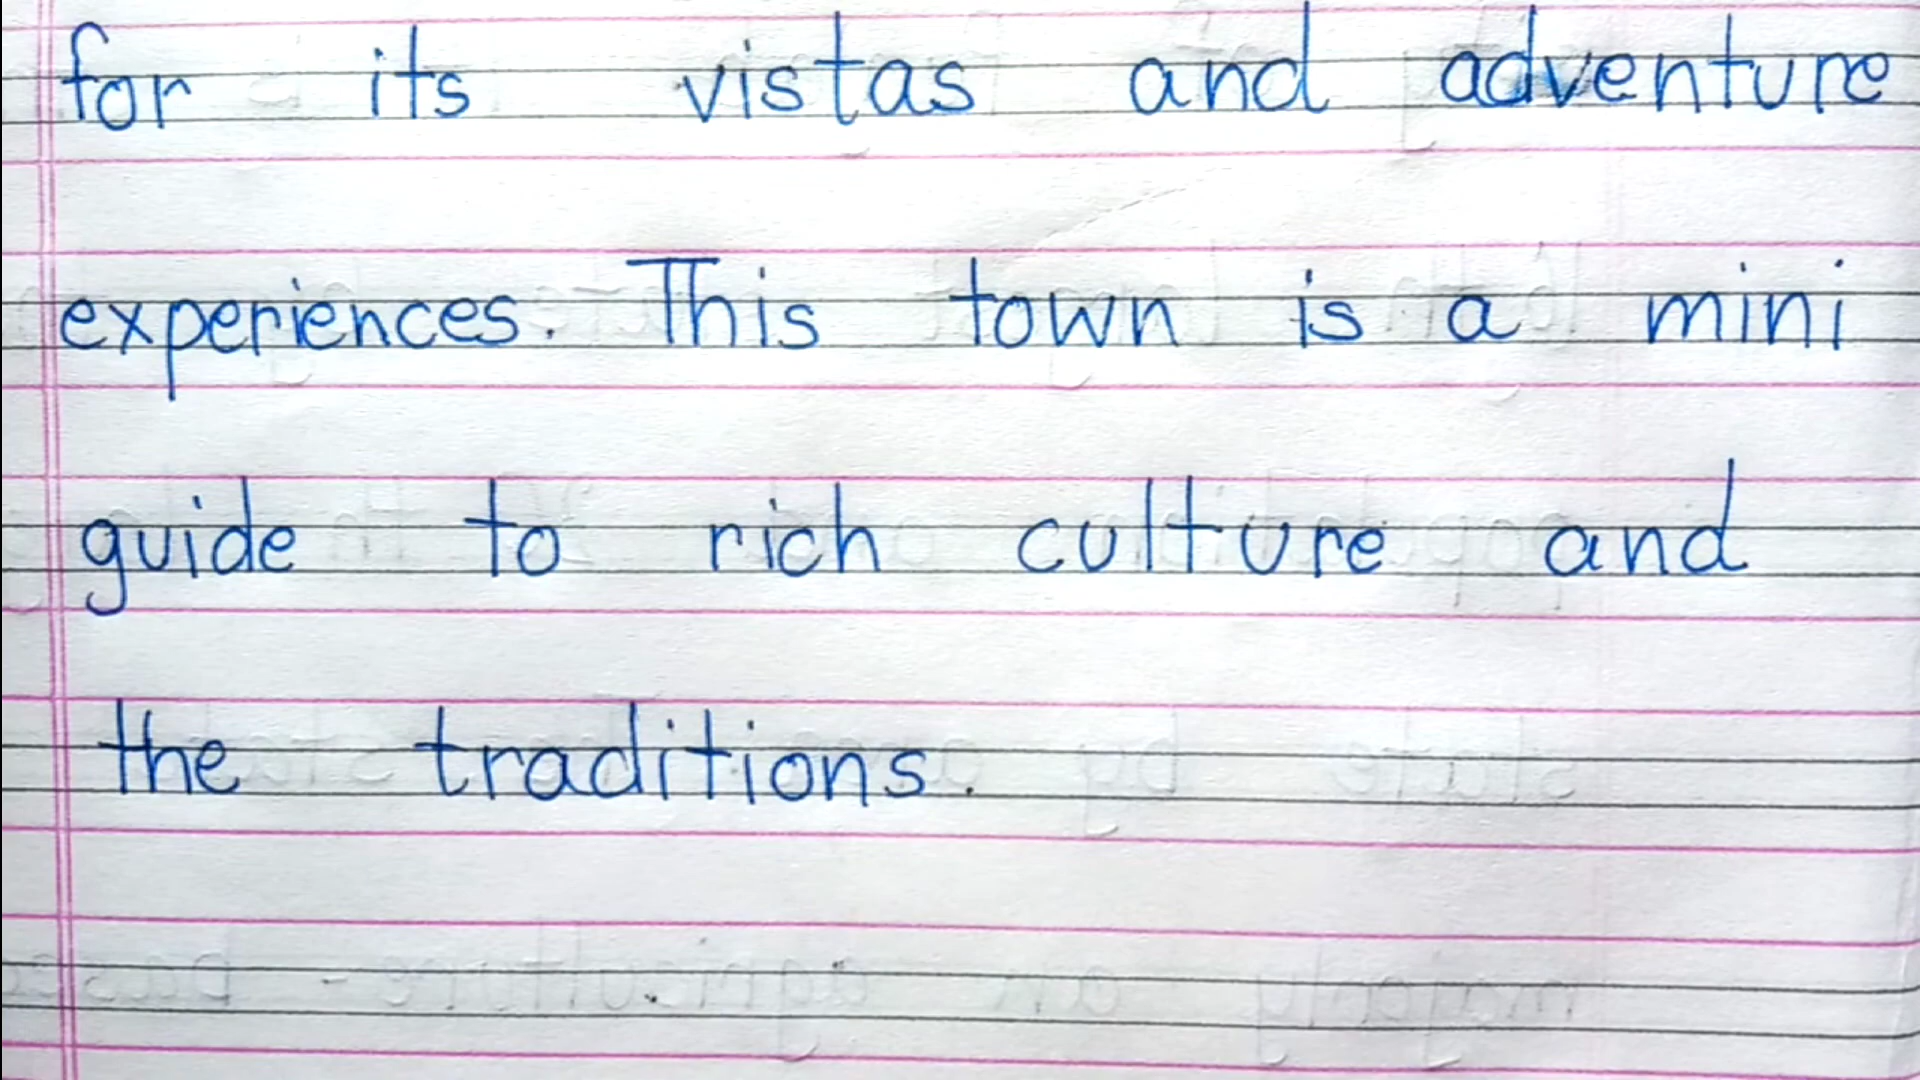 for its vistas and adventure
experiences. This town is a mini
guide to rich culture and
the traditions.